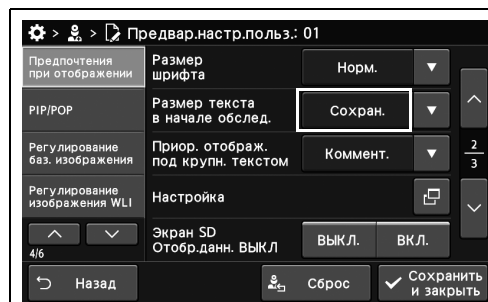 > > Предвар.настр.польз.: 01
Предпочтения
при отображении
PIP/POP
Регулирование
баз. изображения
Регулирование
изображения WLI
4/6
Размер
шрифта
Норм.
Размер текста
в начале обслед.
Сохран.
Приор. отображ.
под крупн. текстом
Коммент.
Настройка
Экран SD
Отобр.данн. ВЫКЛ
ВЫКЛ.
ВКЛ.
2
3
Назад
Сброс
Сохранить
и закрыть